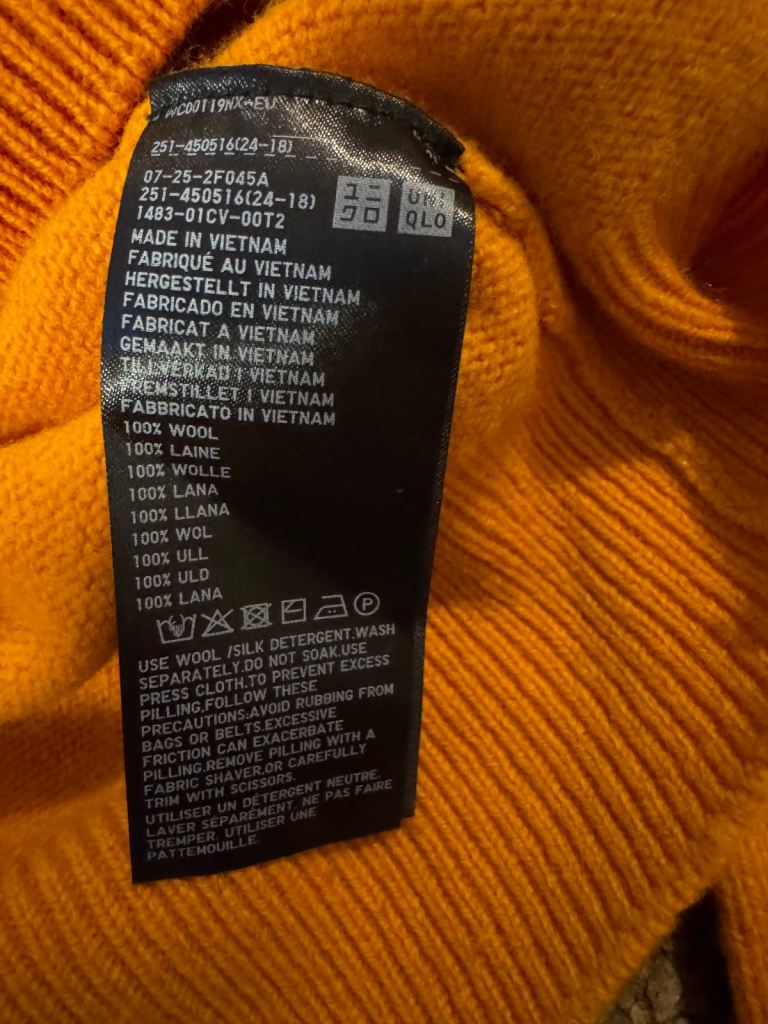 251-450516(24-18)
07-25-2F045A
251-450516(24-18)
1483-01CV-00T2
ユニ
クロ
UNI
QLO
MADE IN VIETNAM
FABRIQUÉ AU VIETNAM
HERGESTELLT IN VIETNAM
FABRICADO EN VIETNAM
FABRICAT A VIETNAM
GEMAAKT IN VIETNAM
TILLVERKAD I VIETNAM
FREMSTILLET I VIETNAM
FABBRICATO IN VIETNAM
100% WOOL
100% LAINE
100% WOLLE
100% LANA
100% LLANA
100% WOL
100% ULL
100% ULD
100% LANA
P
USE WOOL /SILK DETERGENT.WASH
SEPARATELY.DO NOT SOAK.USE
PRESS CLOTH.TO PREVENT EXCESS
PILLING,FOLLOW THESE
PRECAUTIONS:AVOID RUBBING FROM
BAGS OR BELTS.EXCESSIVE
FRICTION CAN EXACERBATE
PILLING.REMOVE PILLING WITH A
FABRIC SHAVER,OR CAREFULLY
TRIM WITH SCISSORS.
UTILISER UN DÉTERGENT NEUTRE.
LAVER SÉPARÉMENT. NE PAS FAIRE
TREMPER. UTILISER UNE
PATTEMOUILLE.